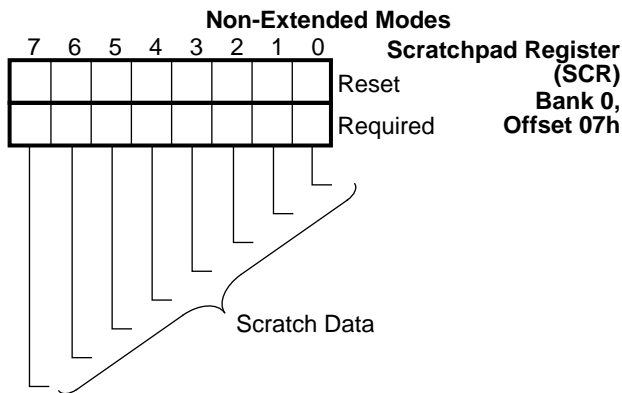 Non-Extended Modes
7 6 5 4 3 2 1 0
Scratchpad Register
(SCR)
Bank 0,
Offset 07h
Reset
Required
Scratch Data